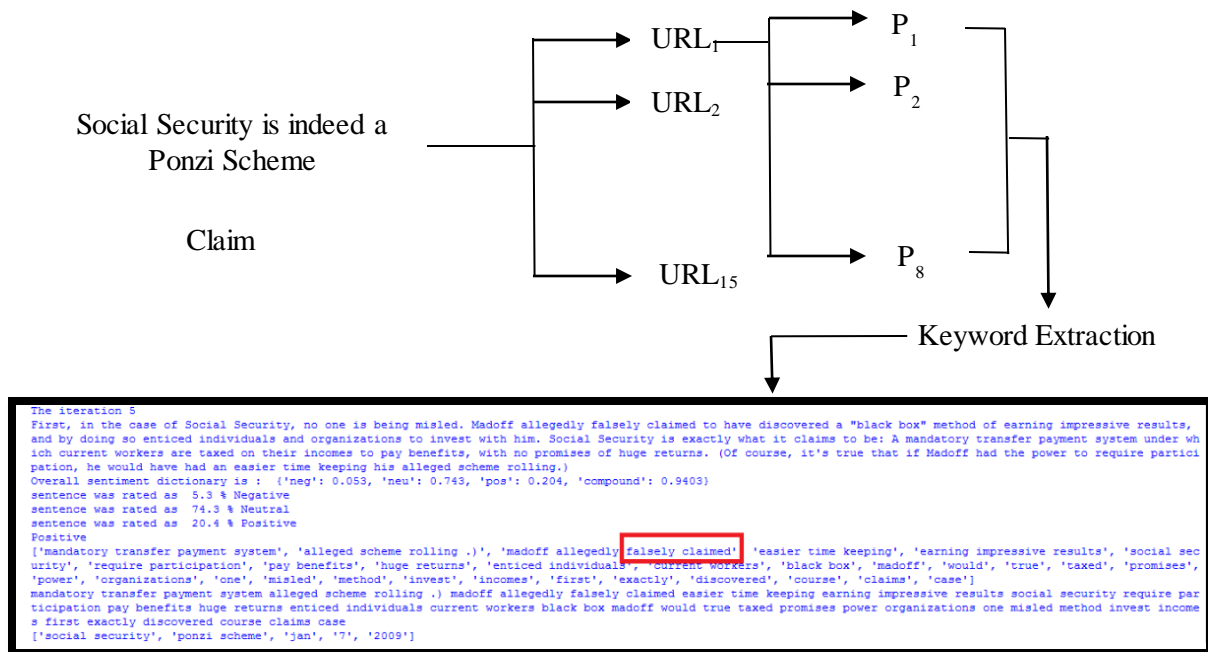 Social Security is indeed a
Ponzi Scheme
Claim
URL1
URL2
URL15
P1
P2
P8
Keyword Extraction
The iteration 5
First, in the case of Social Security, no one is being misled. Madoff allegedly falsely claimed to have discovered a "black box" method of earning impressive results,
and by doing so enticed individuals and organizations to invest with him. Social Security is exactly what it claims to be: A mandatory transfer payment system under wh
ich current workers are taxed on their incomes to pay benefits, with no promises of huge returns. (Of course, it's true that if Madoff had the power to require partici
pation, he would have had an easier time keeping his alleged scheme rolling.)
Overall sentiment dictionary is :  {'neg': 0.053, 'neu': 0.743, 'pos': 0.204, 'compound': 0.9403}
sentence was rated as  5.3 % Negative
sentence was rated as  74.3 % Neutral
sentence was rated as  20.4 % Positive
Positive
['mandatory transfer payment system', 'alleged scheme rolling .)', 'madoff allegedly falsely claimed', 'easier time keeping', 'earning impressive results', 'social sec
urity', 'require participation', 'pay benefits', 'huge returns', 'enticed individuals', 'current workers', 'black box', 'madoff', 'would', 'true', 'taxed', 'promises',
'power', 'organizations', 'one', 'misled', 'method', 'invest', 'incomes', 'first', 'exactly', 'discovered', 'course', 'claims', 'case']
mandatory transfer payment system alleged scheme rolling .) madoff allegedly falsely claimed easier time keeping earning impressive results social security require par
ticipation pay benefits huge returns enticed individuals current workers black box madoff would true taxed promises power organizations one misled method invest income
s first exactly discovered course claims case
['social security', 'ponzi scheme', 'jan', '7', '2009']